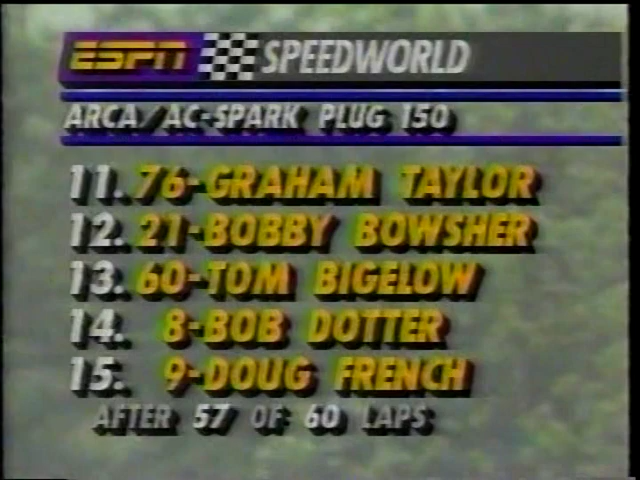 ESPN SPEEDWORLD
ARCA/AC-SPARK PLUG 150
11. 76-GRAHAM TAYLOR
12. 21-BOBBY BOWSHER
13. 60-TOM BIGELOW
14. 8-BOB DOTTER
15. 9-DOUG FRENCH
AFTER 57 OF 60 LAPS